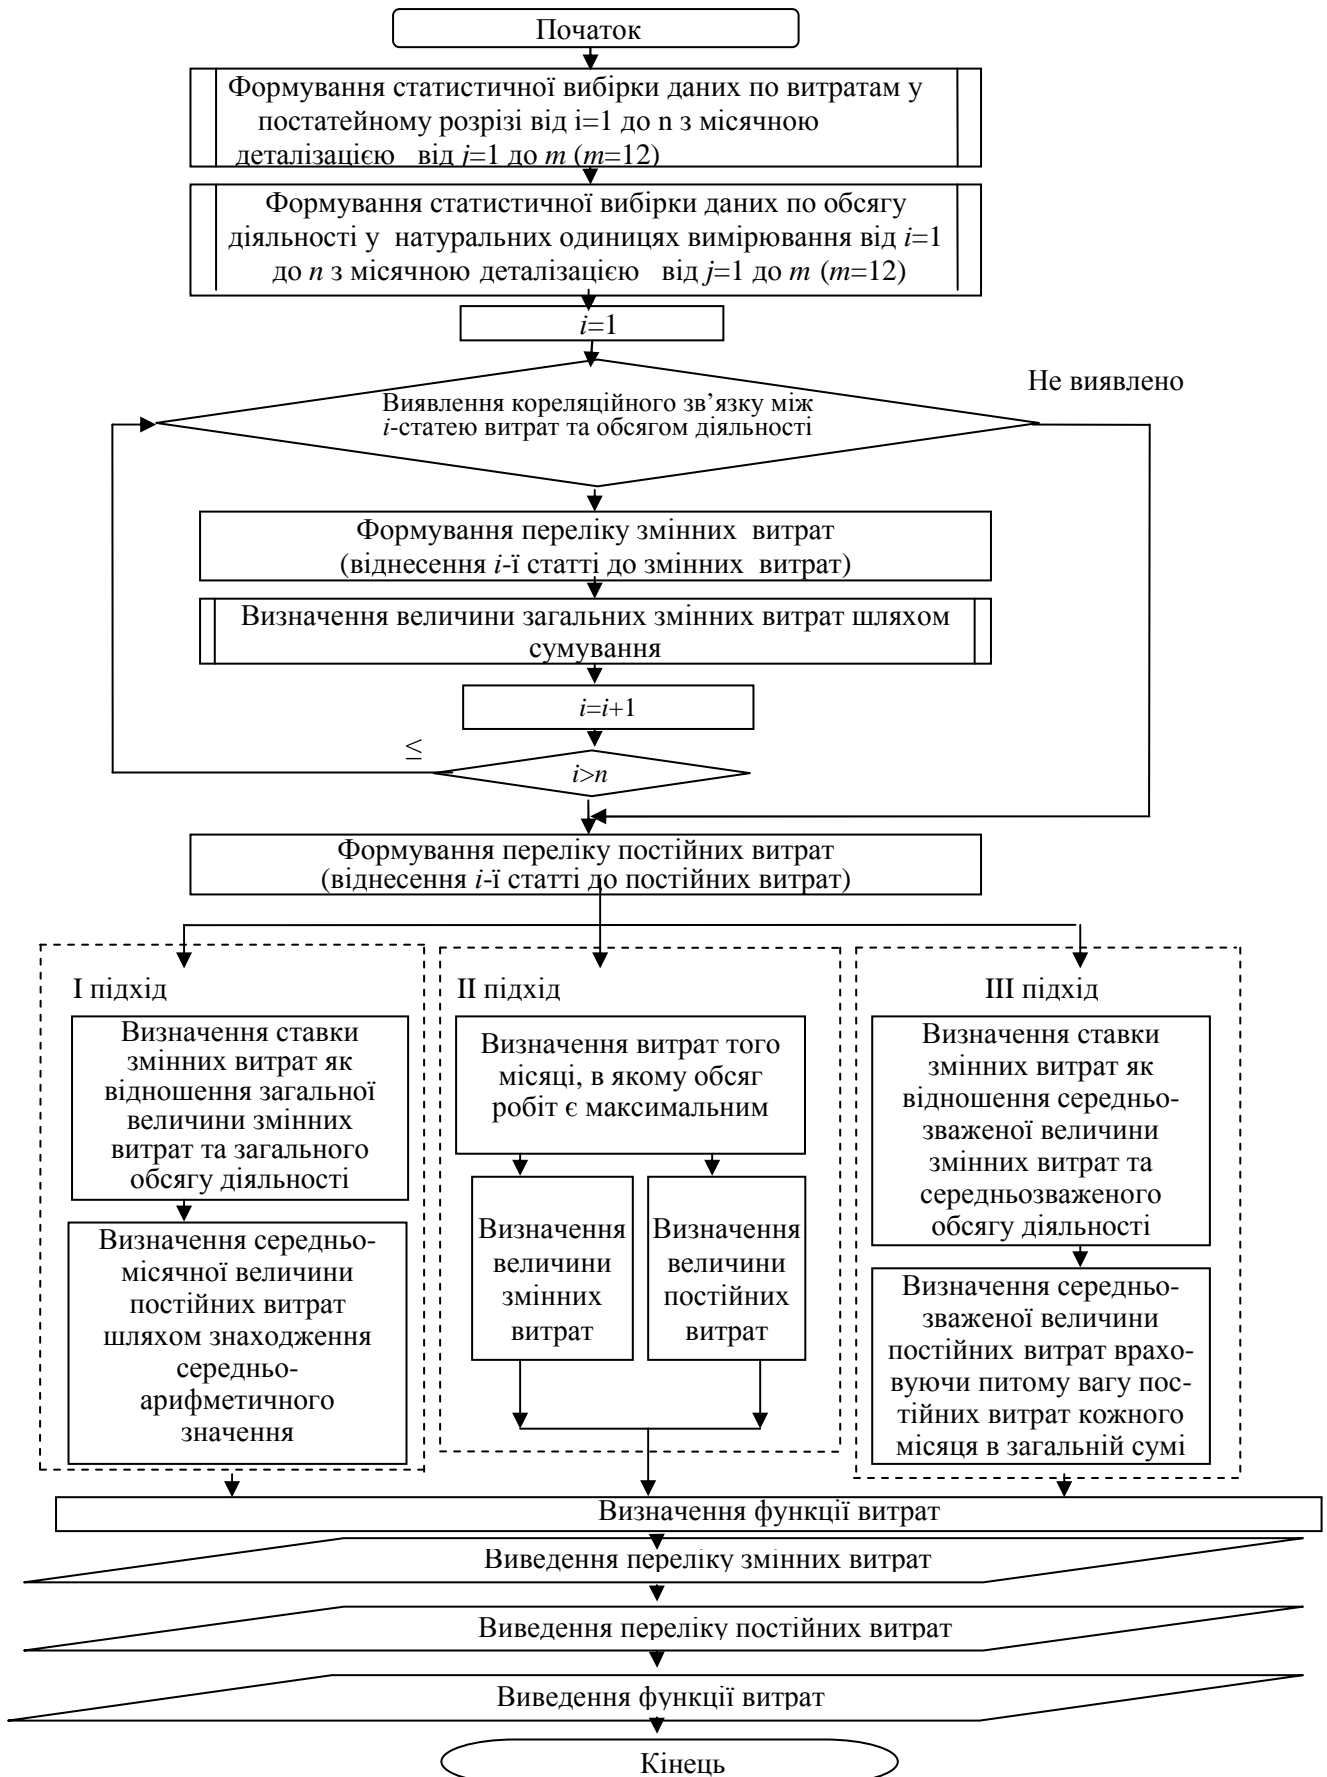 Початок
Формування статистичної вибірки даних по витратам у
постатейному розрізі від i=1 до n з місячною
деталізацією від j=1 до m (m=12)
Формування статистичної вибірки даних по обсягу
діяльності у натуральних одиницях вимірювання від i=1
до n з місячною деталізацією від j=1 до m (m=12)
i=1
Не виявлено
Виявлення кореляційного зв’язку між
i-статею витрат та обсягом діяльності
Формування переліку змінних витрат
(віднесення i-ї статті до змінних витрат)
Визначення величини загальних змінних витрат шляхом
сумування
i=i+1
≤
i>n
Формування переліку постійних витрат
(віднесення i-ї статті до постійних витрат)
I підхід
Визначення ставки
змінних витрат як
відношення загальної
величини змінних
витрат та загального
обсягу діяльності
Визначення середньо-
місячної величини
постійних витрат
шляхом знаходження
середньо-
арифметичного
значення
II підхід
Визначення витрат того
місяці, в якому обсяг
робіт є максимальним
Визначення
величини
змінних
витрат
Визначення
величини
постійних
витрат
III підхід
Визначення ставки
змінних витрат як
відношення середньо-
зваженої величини
змінних витрат та
середньозваженого
обсягу діяльності
Визначення середньо-
зваженої величини
постійних витрат врахо-
вуючи питому вагу пос-
тійних витрат кожного
місяця в загальній сумі
Визначення функції витрат
Виведення переліку змінних витрат
Виведення переліку постійних витрат
Виведення функції витрат
Кінець